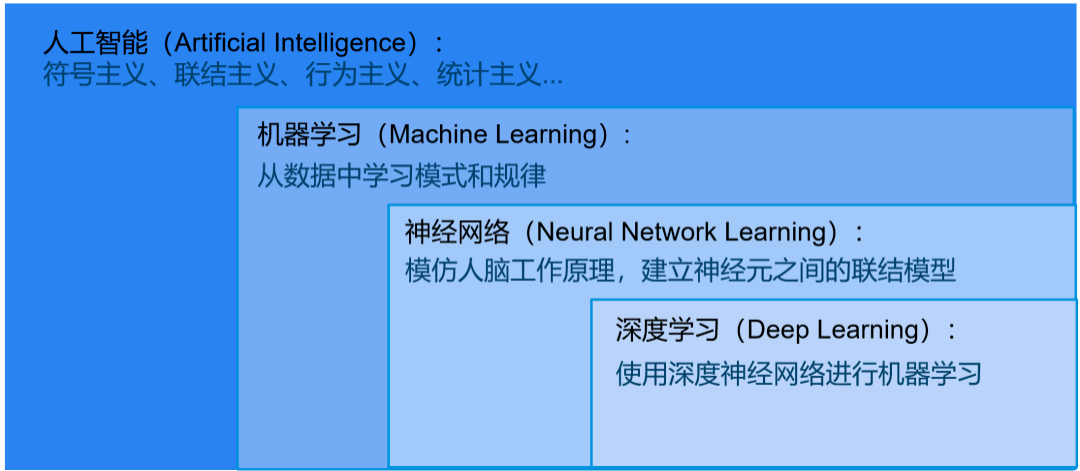 人工智能（Artificial Intelligence）：
符号主义、联结主义、行为主义、统计主义...
机器学习（Machine Learning）：
从数据中学习模式和规律
神经网络（Neural Network Learning）：
模仿人脑工作原理，建立神经元之间的联结模型
深度学习（Deep Learning）：
使用深度神经网络进行机器学习